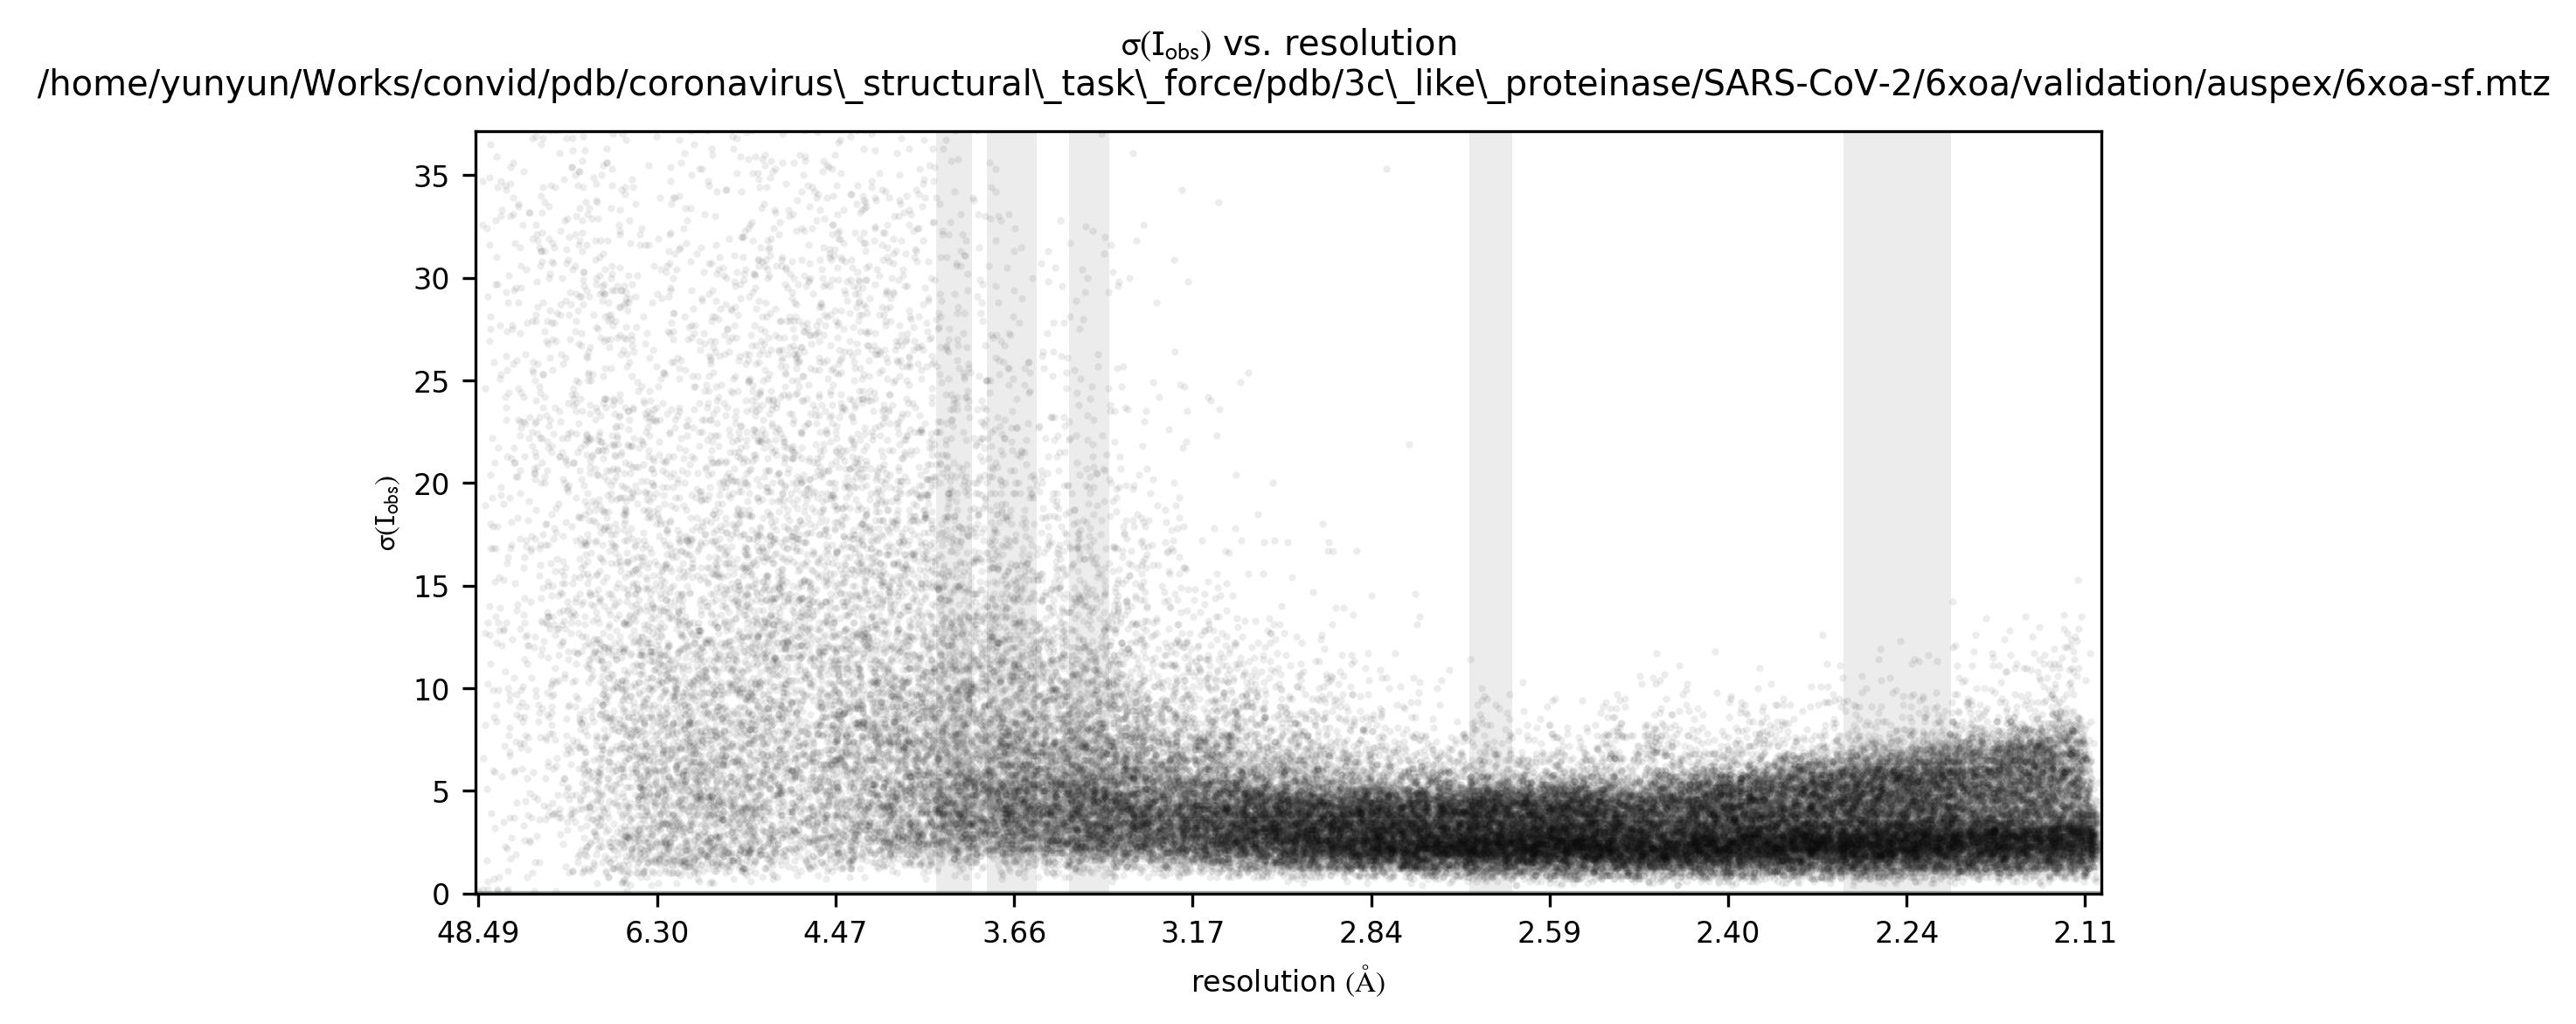 σ(I_obs) vs. resolution
/home/yunyun/Works/convid/pdb/coronavirus\_structural\_task\_force/pdb/3c\_like\_proteinase/SARS-CoV-2/6xoa/validation/auspex/6xoa-sf.mtz
35
30
25
20
15
10
5
0
σ(I_obs)
48.49 6.30 4.47 3.66 3.17 2.84 2.59 2.40 2.24 2.11
resolution (Å)